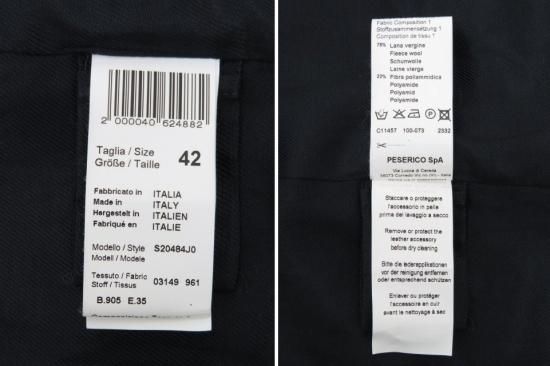 2 000040 624882
Taglia / Size
Größe / Taille
42
Fabbricato in ITALIA
Made in ITALY
Hergestelt in ITALIEN
Fabriqué en ITALIE
Modello / Style S20484J0
Modell / Modele
Tessuto / Fabric 03149 961
Stoff / Tissus
B.905 E.35
Fabric Composition 1
Stoffzusammensetzung 1
Composition de tissu 1
78% Lana vergine
Fleece wool
Schurwolle
Laine vierge
22% Fibra poliammidica
Polyamide
Polyamid
Polyamide
C11457 100-073 2332
PESERICO SpA
Staccare o proteggere
l'accessorio in pelle
prima del lavaggio a secco.
Remove or protect the
leather accessory
before dry cleaning
Bitte die lederapplikationen
vor der reinigung entfernen
oder entsprechend schützen
Enlever ou protéger
l'accessoire en cuir
avant le nettoyage à sec